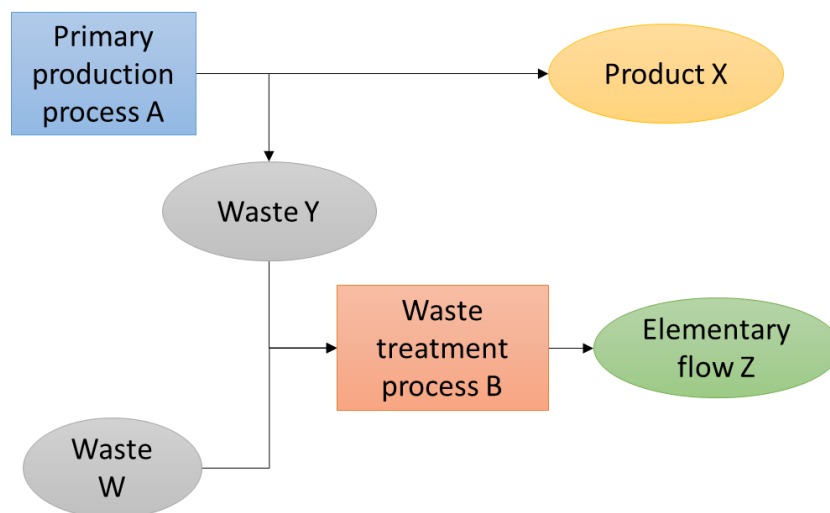 Primary
production
process A
Product X
Waste Y
Waste
treatment
process B
Elementary
flow Z
Waste
W